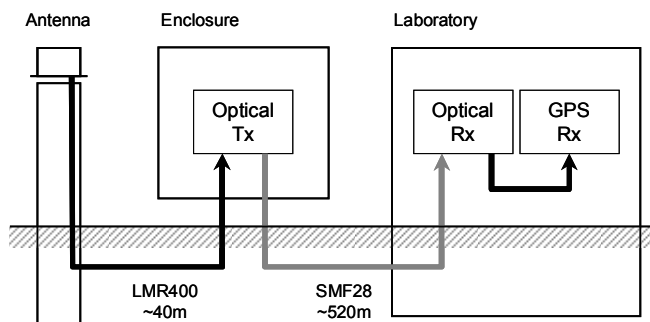 Antenna
Enclosure
Laboratory
Optical
Tx
Optical
Rx
GPS
Rx
LMR400
~40m
SMF28
~520m